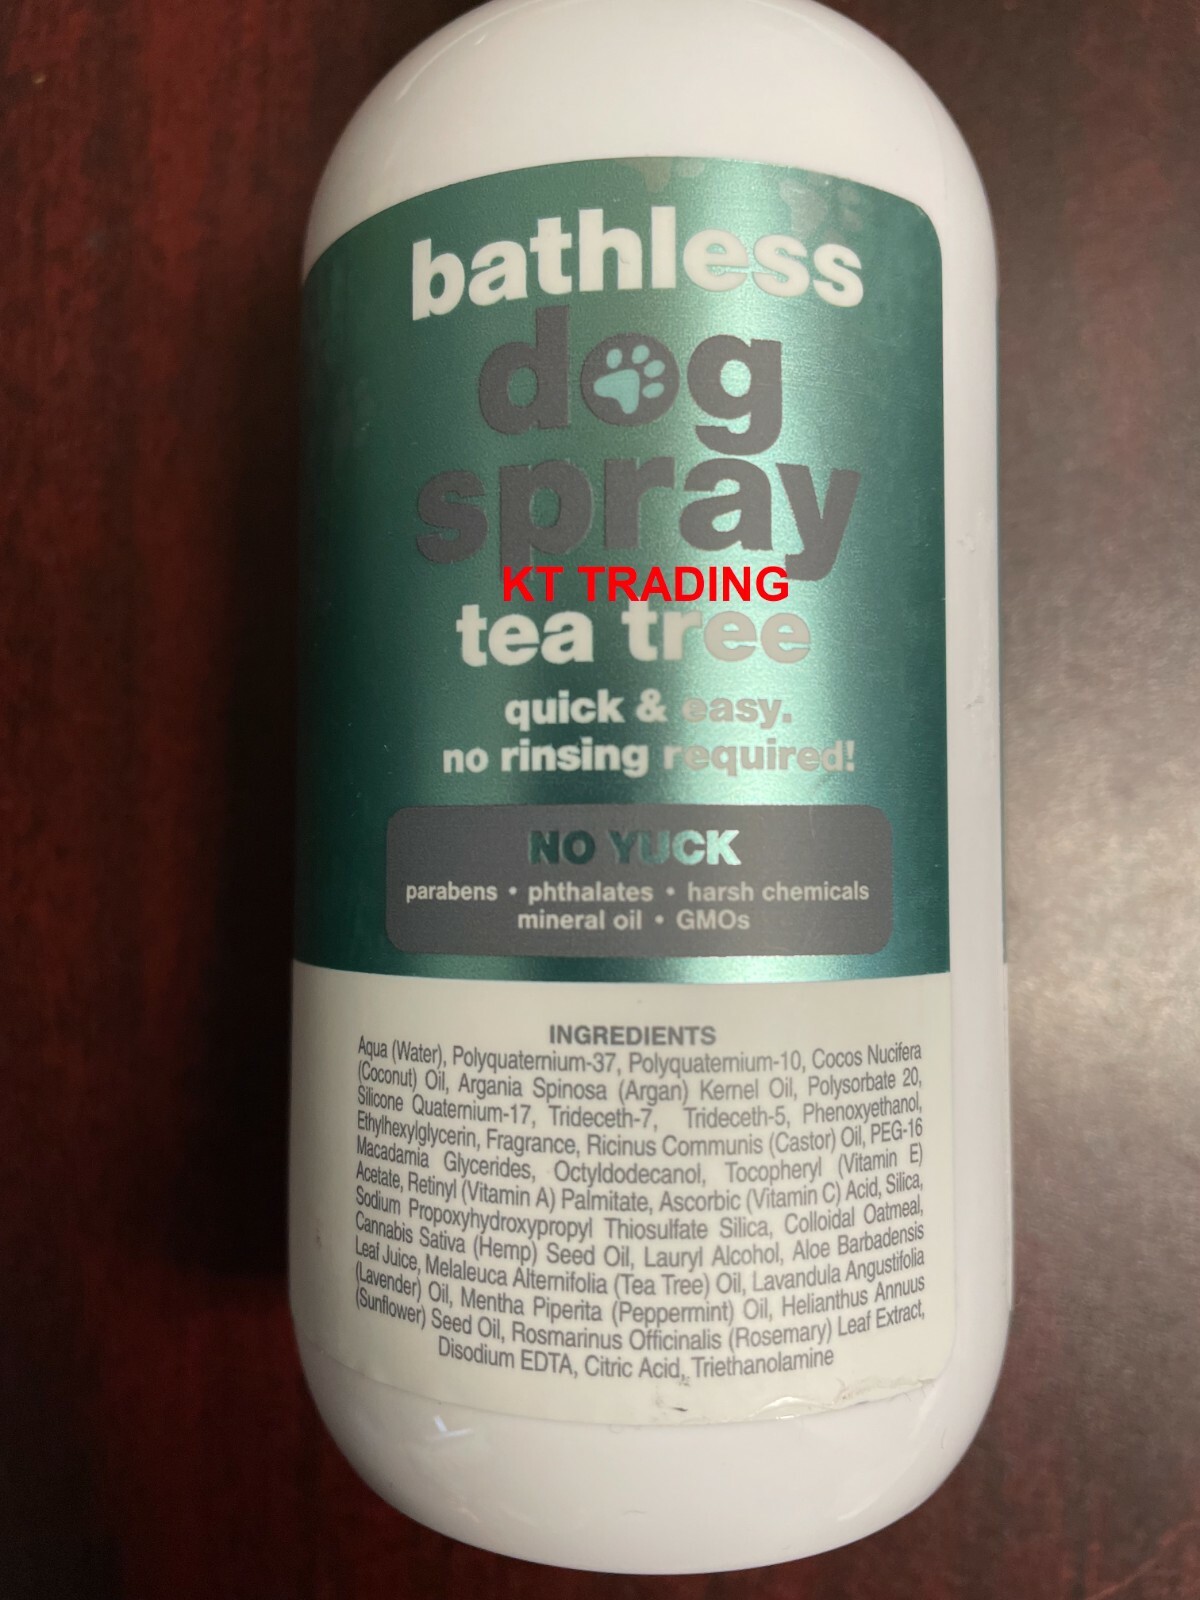 bathless
dog
spray
KT TRADING
tea tree
quick & easy.
no rinsing required!
NO YUCK
parabens • phthalates • harsh chemicals
mineral oil • GMOs
INGREDIENTS
Aqua (Water), Polyquaternium-37, Polyquaternium-10, Cocos Nucifera
(Coconut) Oil, Argania Spinosa (Argan) Kernel Oil, Polysorbate 20,
Silicone Quaternium-17, Trideceth-7, Trideceth-5, Phenoxyethanol,
Ethylhexylglycerin, Fragrance, Ricinus Communis (Castor) Oil, PEG-16
Macadamia Glycerides, Octyldodecanol, Tocopheryl (Vitamin E)
Acetate, Retinyl (Vitamin A) Palmitate, Ascorbic (Vitamin C) Acid, Silica,
Sodium Propoxyhydroxypropyl Thiosulfate Silica, Colloidal Oatmeal,
Cannabis Sativa (Hemp) Seed Oil, Lauryl Alcohol, Aloe Barbadensis
Leaf Juice, Melaleuca Alternifolia (Tea Tree) Oil, Lavandula Angustifolia
(Lavender) Oil, Mentha Piperita (Peppermint) Oil, Helianthus Annuus
(Sunflower) Seed Oil, Rosmarinus Officinalis (Rosemary) Leaf Extract,
Disodium EDTA, Citric Acid, Triethanolamine